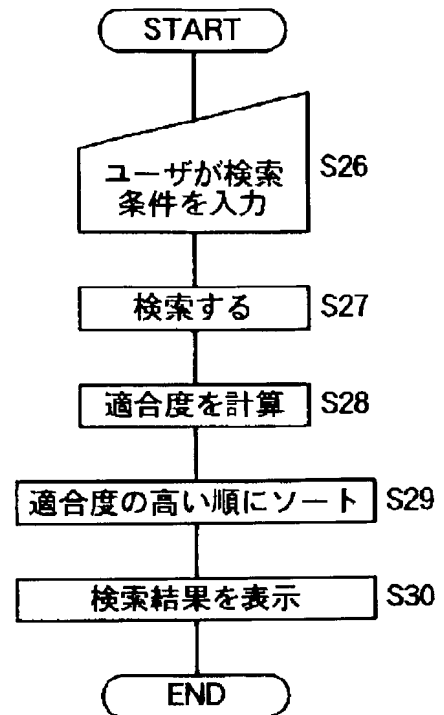 START
ユーザが検索
条件を入力
S26
検索する
S27
適合度を計算
S28
適合度の高い順にソート
S29
検索結果を表示
S30
END